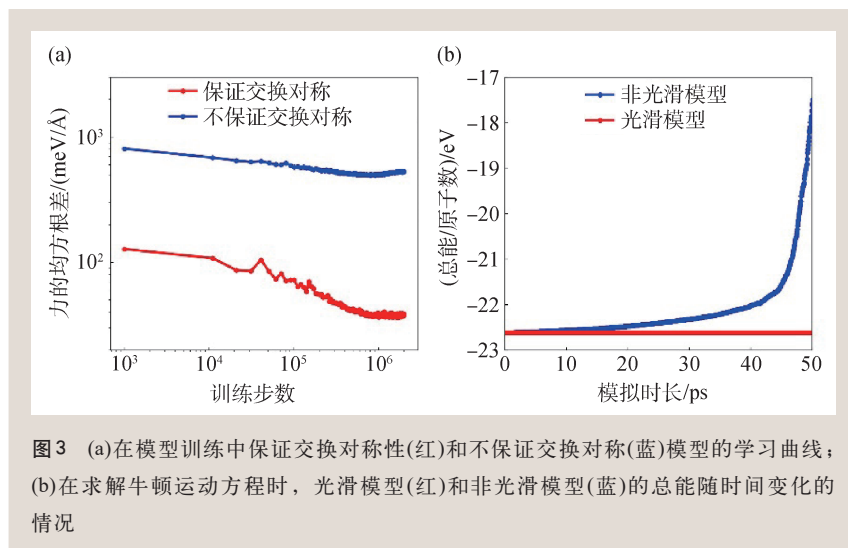 (a)
保证交换对称
不保证交换对称
力的均方根差/(meV/Å)
10³
10²
10³
10⁴
10⁵
10⁶
训练步数
(b)
非光滑模型
光滑模型
(总能/原子数)/eV
−17
−18
−19
−20
−21
−22
−23
0
10
20
30
40
50
模拟时长/ps
图3 (a)在模型训练中保证交换对称性(红)和不保证交换对称(蓝)模型的学习曲线；
(b)在求解牛顿运动方程时，光滑模型(红)和非光滑模型(蓝)的总能随时间变化的
情况